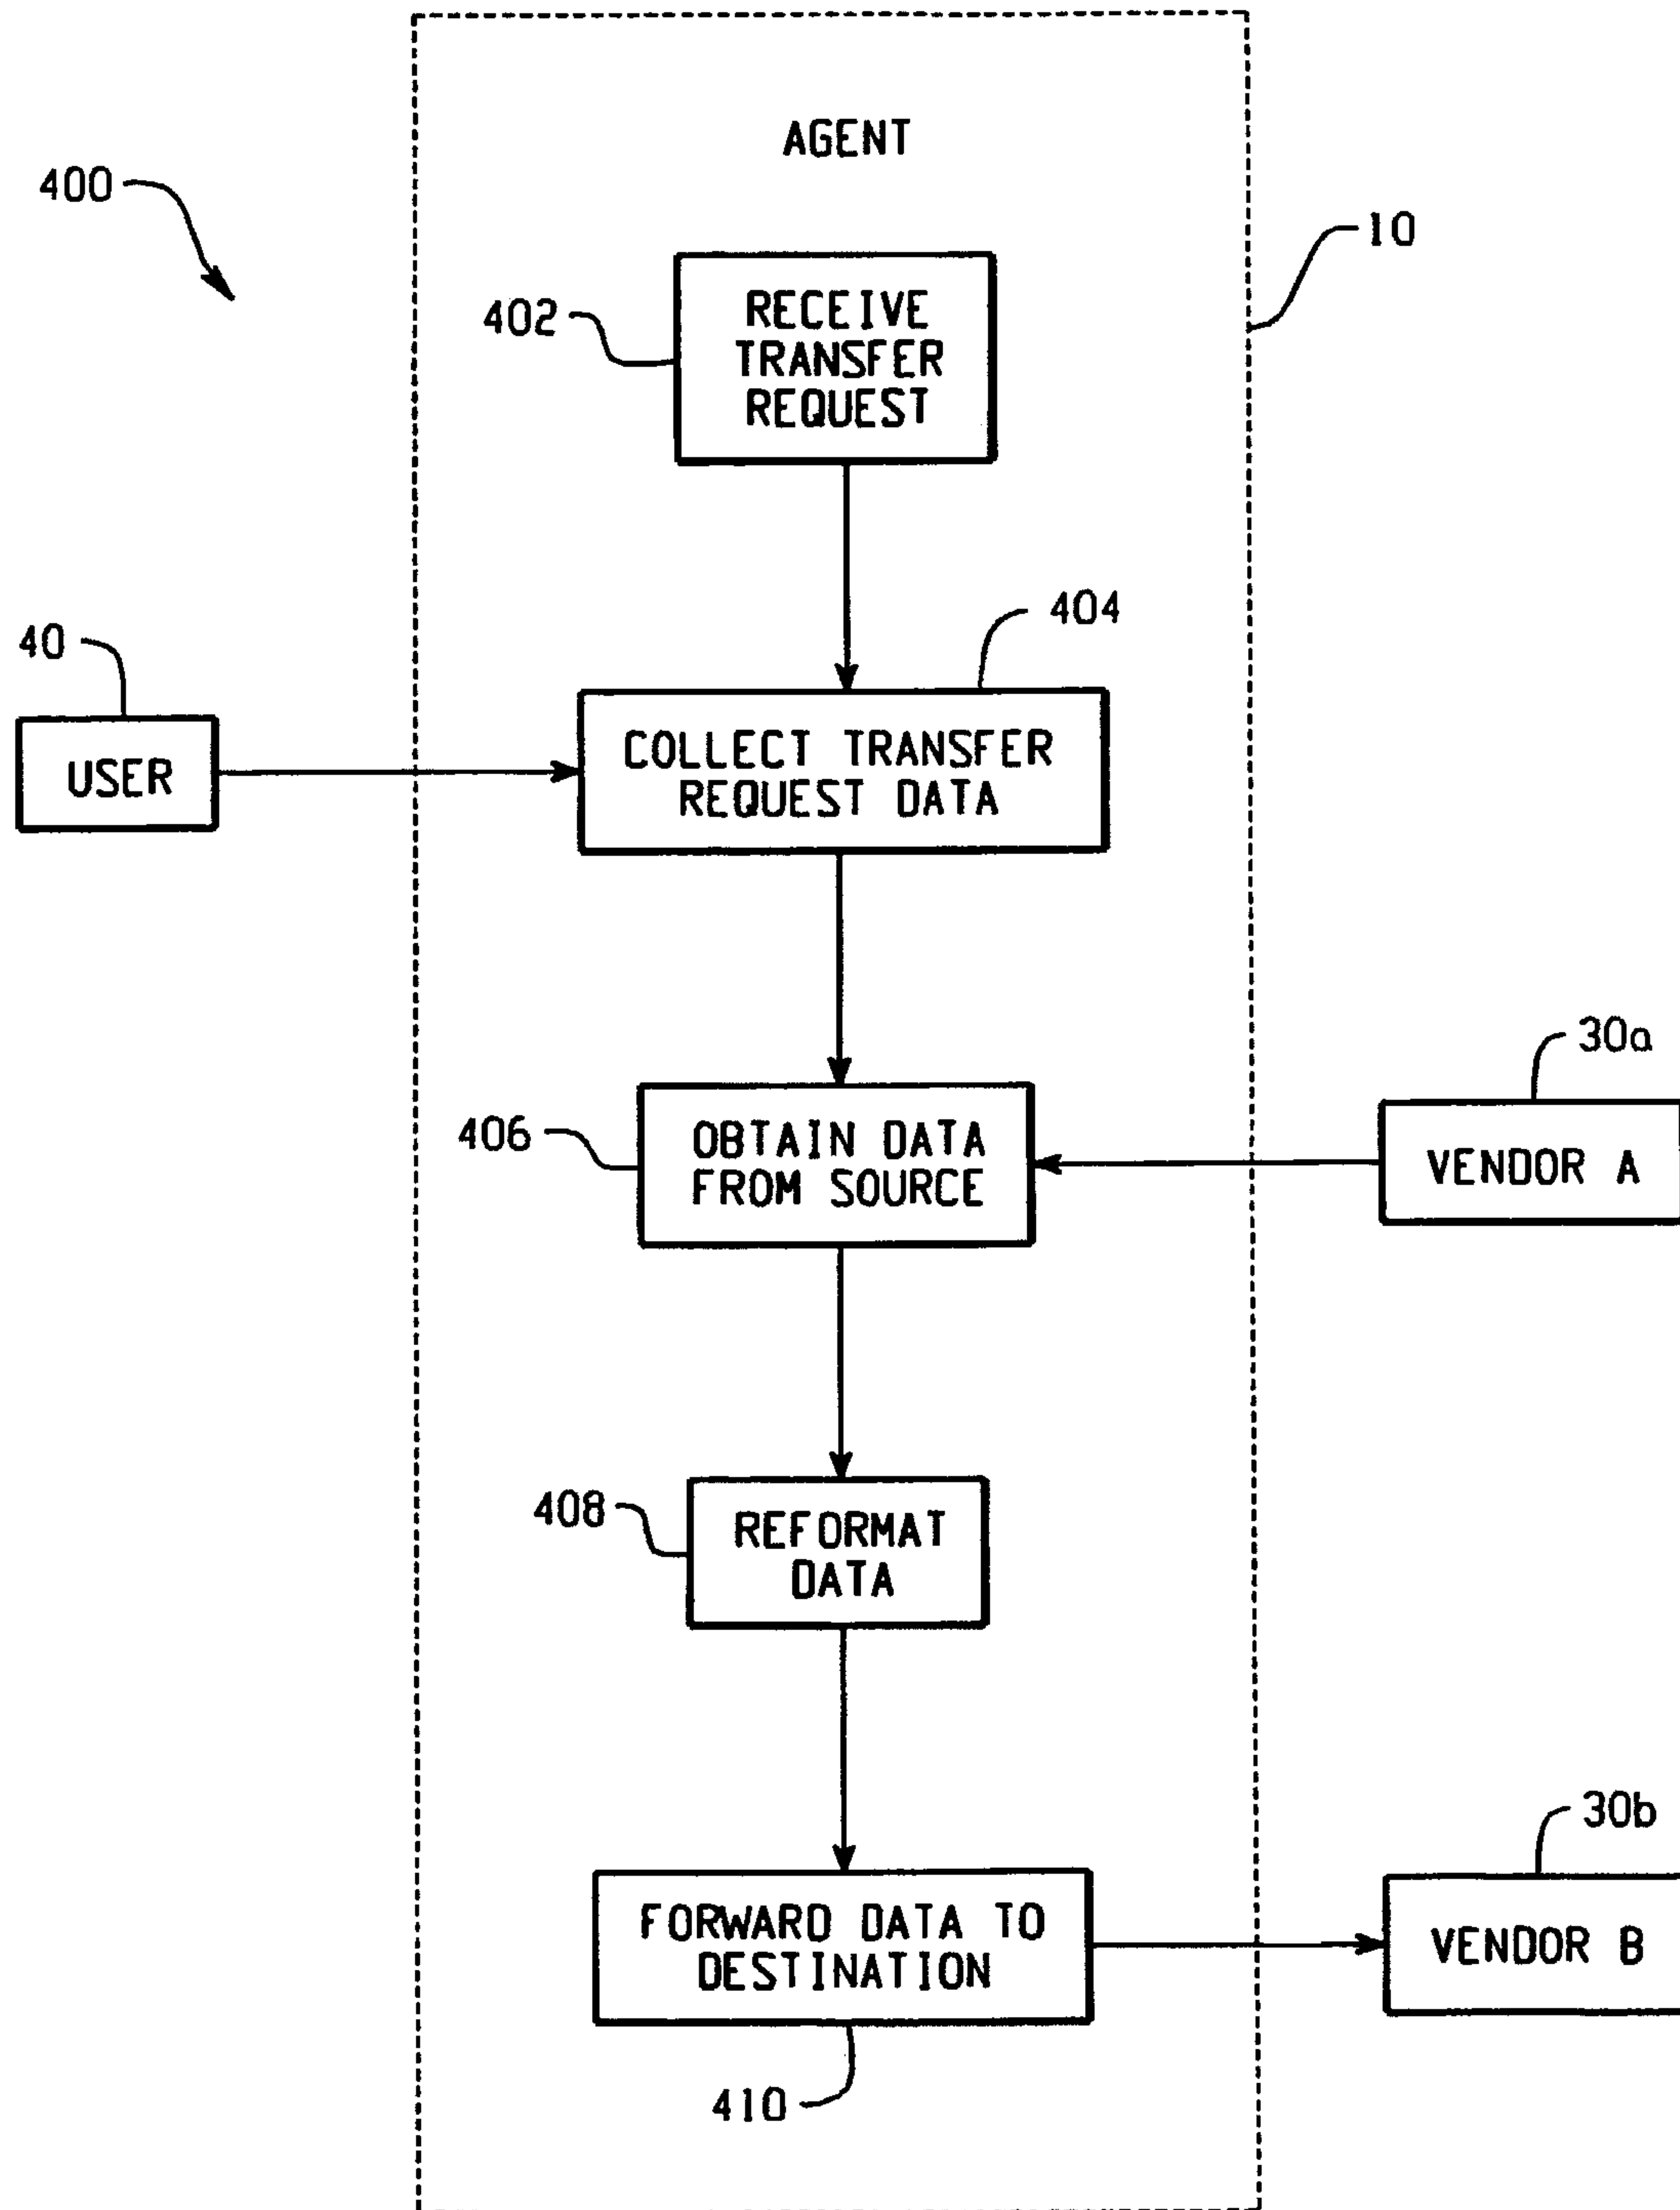 AGENT
400
10
402
RECEIVE
TRANSFER
REQUEST
404
40
USER
COLLECT TRANSFER
REQUEST DATA
30a
406
OBTAIN DATA
FROM SOURCE
VENDOR A
408
REFORMAT
DATA
30b
FORWARD DATA TO
DESTINATION
VENDOR B
410